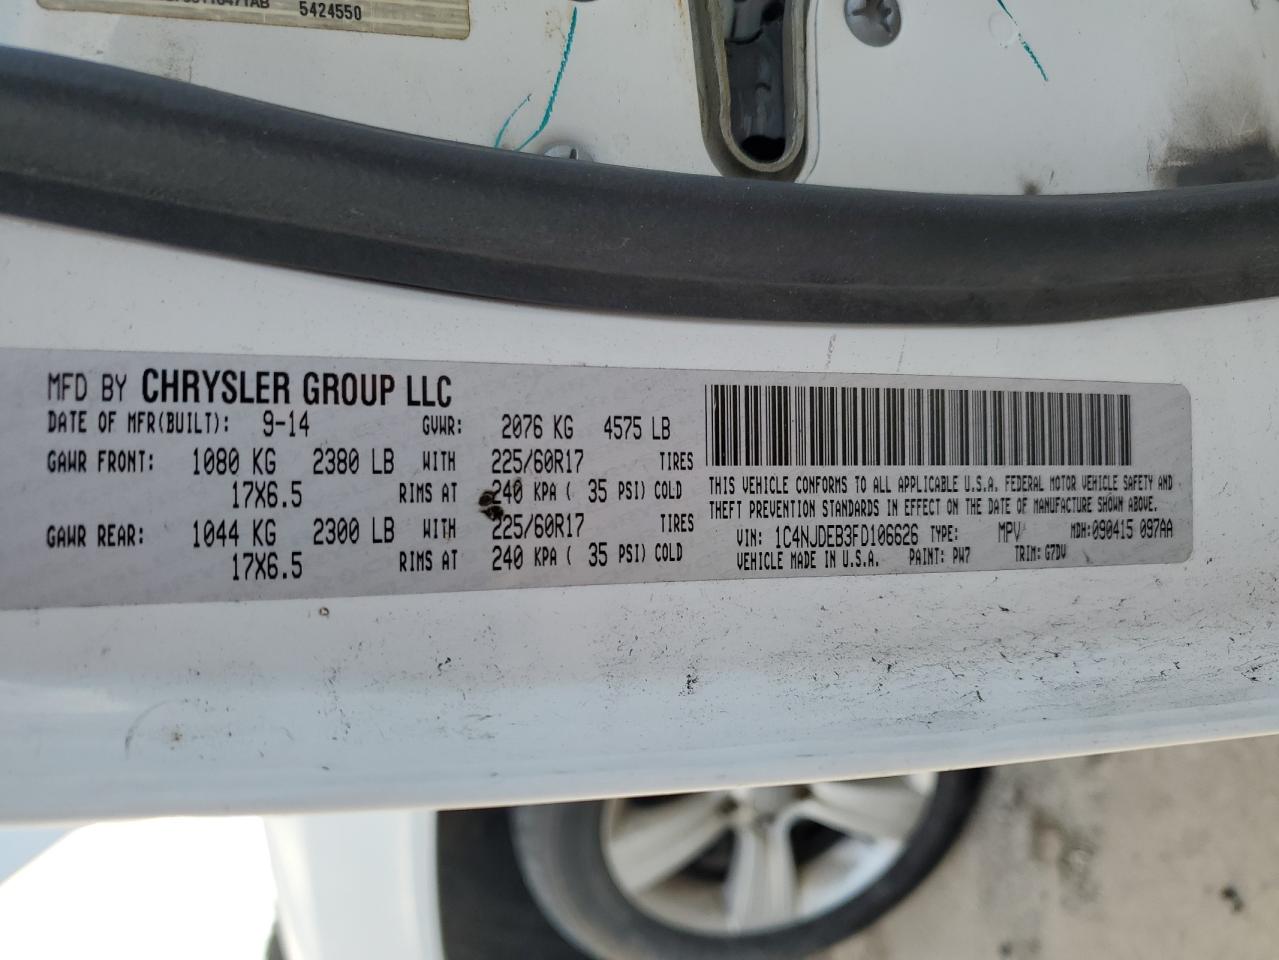 5424550
MFD BY CHRYSLER GROUP LLC
DATE OF MFR(BUILT): 9-14 GVWR: 2076 KG 4575 LB
GAWR FRONT: 1080 KG 2380 LB WITH 225/60R17 TIRES
17X6.5 RIMS AT 240 KPA ( 35 PSI) COLD
GAWR REAR: 1044 KG 2300 LB WITH 225/60R17 TIRES
17X6.5 RIMS AT 240 KPA ( 35 PSI) COLD
THIS VEHICLE CONFORMS TO ALL APPLICABLE U.S.A. FEDERAL MOTOR VEHICLE SAFETY AND
THEFT PREVENTION STANDARDS IN EFFECT ON THE DATE OF MANUFACTURE SHOWN ABOVE.
VIN: 1C4NJDEB3FD106626 TYPE: MPV MDH:090415 097AA
VEHICLE MADE IN U.S.A. PAINT: PW7 TRIM: G7DV